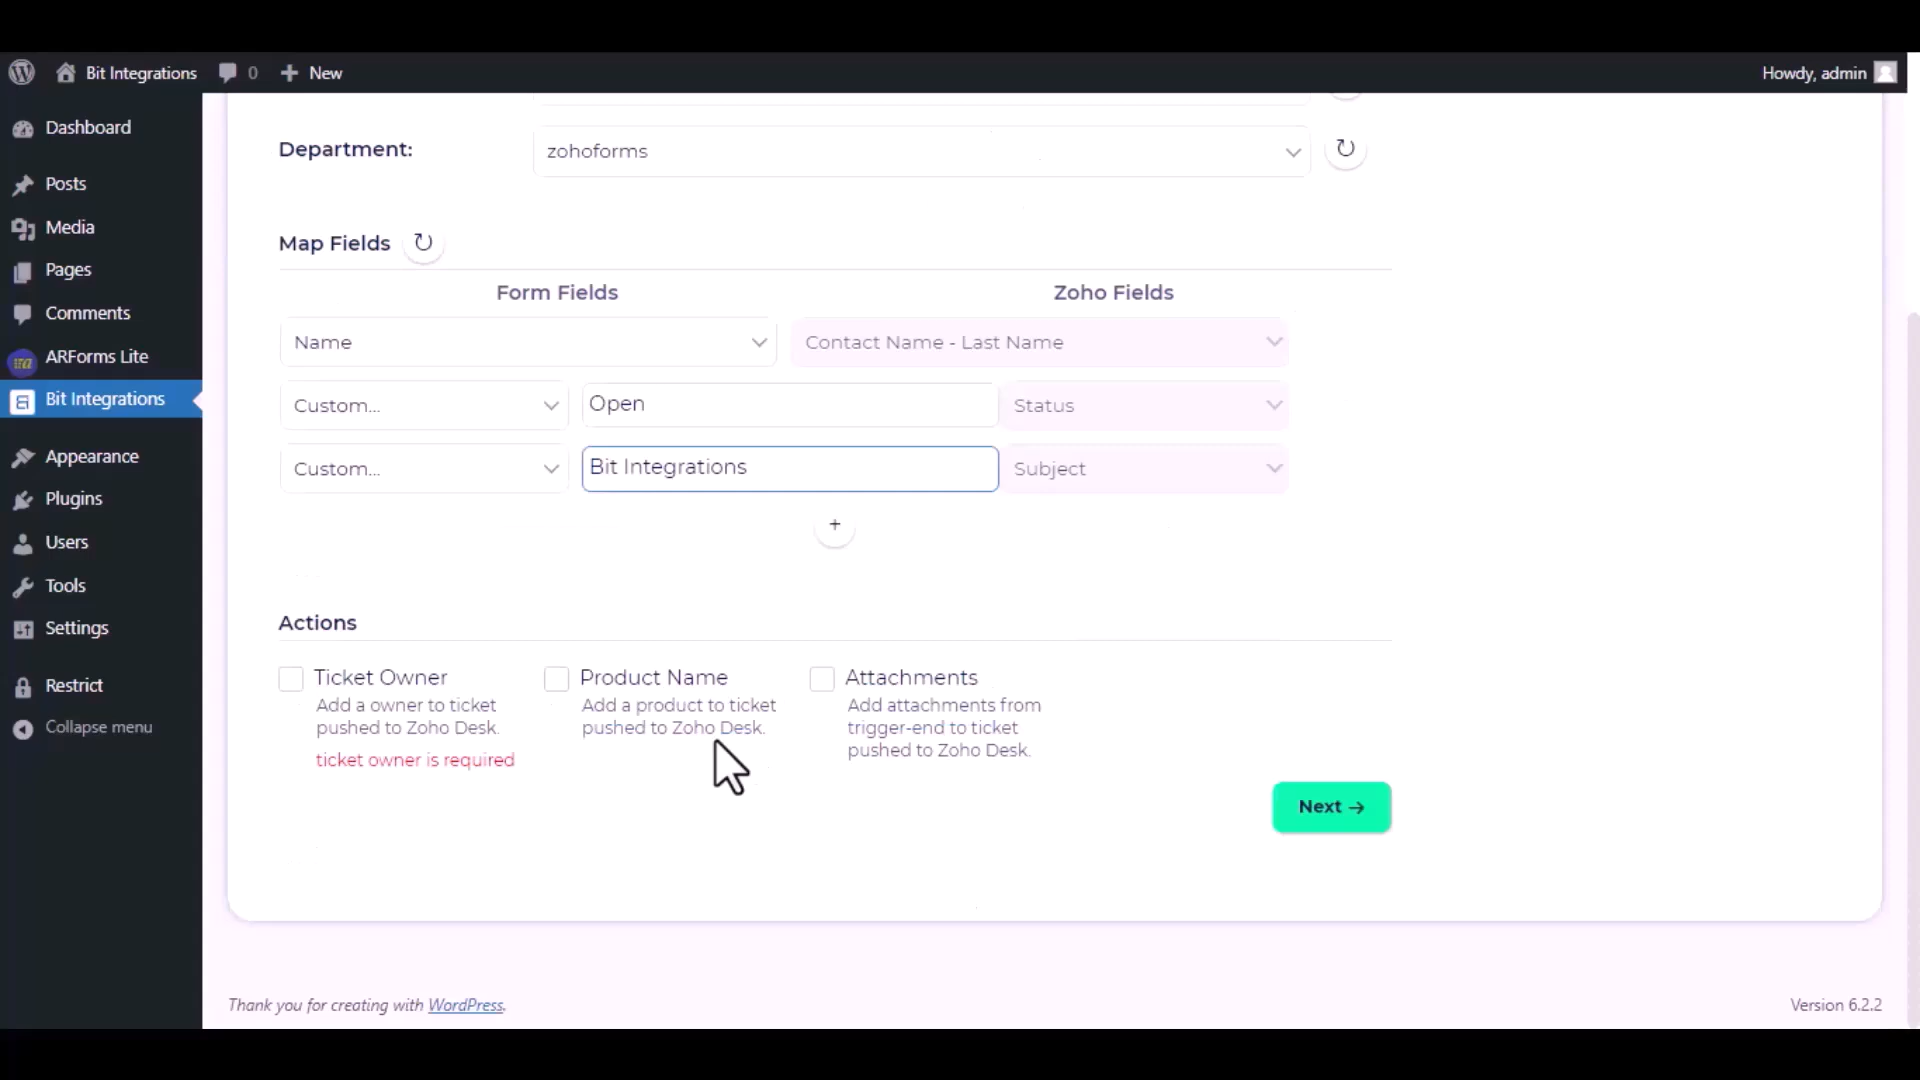 Bit Integrations
0
New
Howdy, admin
Dashboard
Posts
Media
Pages
Comments
ARForms Lite
Bit Integrations
Appearance
Plugins
Users
Tools
Settings
Restrict
Collapse menu
Department:
zohoforms
Map Fields
Form Fields
Zoho Fields
Name
Contact Name - Last Name
Custom...
Open
Status
Custom...
Bit Integrations
Subject
+
Actions
Ticket Owner
Add a owner to ticket
pushed to Zoho Desk.
ticket owner is required
Product Name
Add a product to ticket
pushed to Zoho Desk.
Attachments
Add attachments from
trigger-end to ticket
pushed to Zoho Desk.
Next →
Thank you for creating with WordPress.
Version 6.2.2